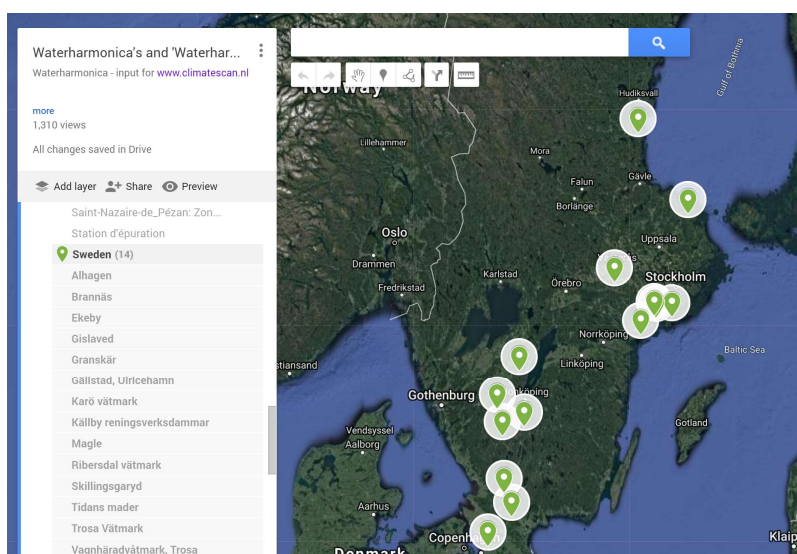 Waterharmonica's and 'Waterhar...
Waterharmonica - input for www.climatescan.nl
more
1,310 views
All changes saved in Drive
Add layer Share Preview
Saint-Nazaire-de_Pézan: Zon...
Station d'épuration
Sweden (14)
Alhagen
Brannäs
Ekeby
Gislaved
Granskär
Gällstad, Ulricehamn
Karö våtmark
Källby reningsverksdammar
Magle
Ribersdal våtmark
Skillingsgaryd
Tidans mader
Trosa Våtmark
Vagnhäradvåtmark, Trosa
Norway
Gulf of Bothnia
Hudiksvall
Lillehammer
Mora
Falun
Gävle
Borlänge
Oslo
Uppsala
Drammen
Karlstad
Örebro
Stockholm
Fredrikstad
Norrköping
Baltic Sea
tiansand
Linköping
Gothenburg
nköping
Gotland
Vendsyssel
Aalborg
Aarhus
Copenh
Denmark
Klaip